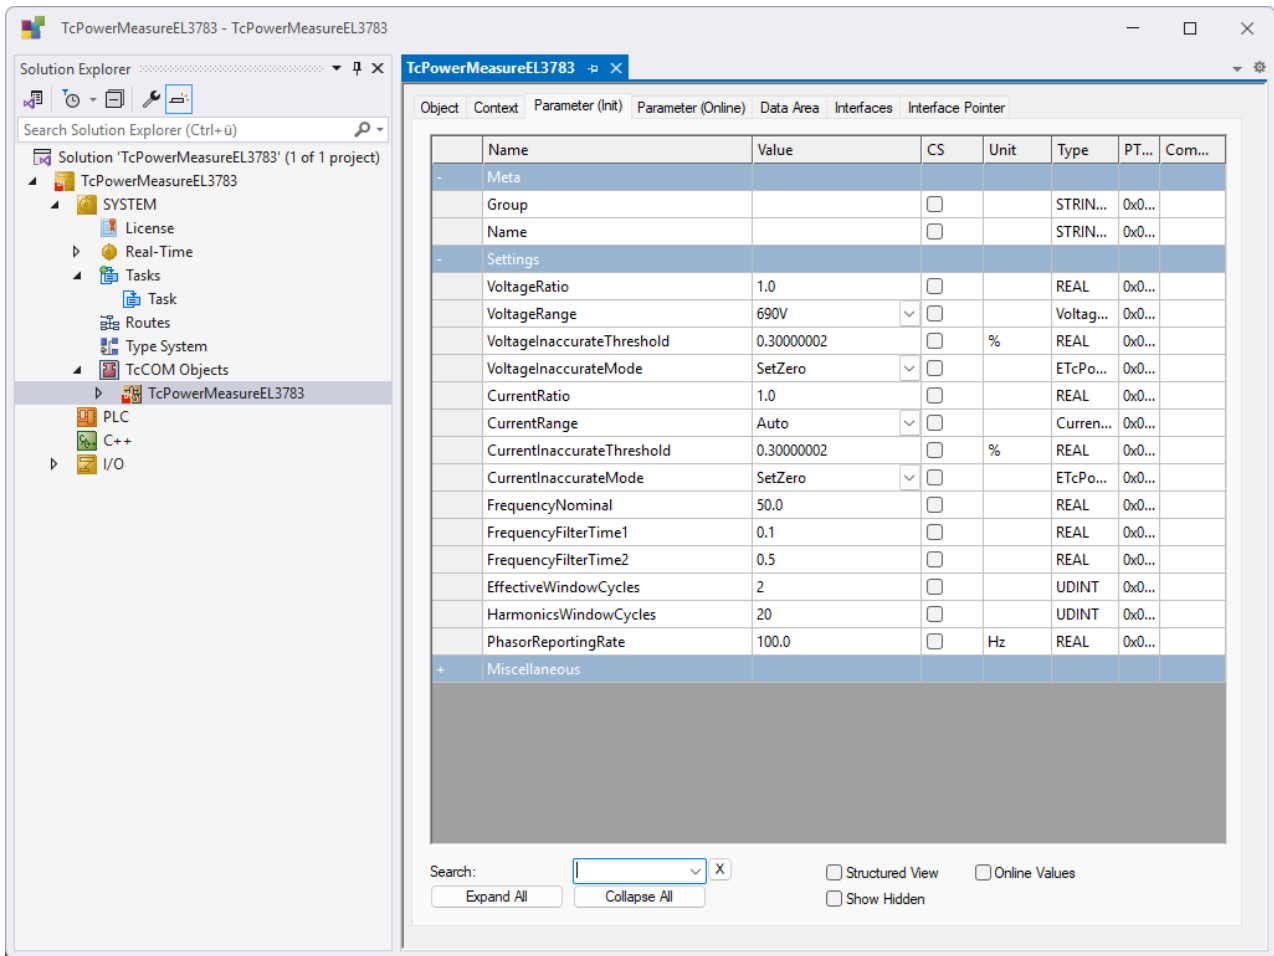 TcPowerMeasureEL3783 - TcPowerMeasureEL3783
Solution Explorer
Search Solution Explorer (Ctrl+ü)
Solution 'TcPowerMeasureEL3783' (1 of 1 project)
TcPowerMeasureEL3783
SYSTEM
License
Real-Time
Tasks
Task
Routes
Type System
TcCOM Objects
TcPowerMeasureEL3783
PLC
C++
I/O
TcPowerMeasureEL3783
Object Context Parameter (Init) Parameter (Online) Data Area Interfaces Interface Pointer
Name Value CS Unit Type PT... Com...
- Meta
Group STRIN... 0x0...
Name STRIN... 0x0...
- Settings
VoltageRatio 1.0 REAL 0x0...
VoltageRange 690V Voltag... 0x0...
VoltageInaccurateThreshold 0.30000002 % REAL 0x0...
VoltageInaccurateMode SetZero ETcPo... 0x0...
CurrentRatio 1.0 REAL 0x0...
CurrentRange Auto Curren... 0x0...
CurrentInaccurateThreshold 0.30000002 % REAL 0x0...
CurrentInaccurateMode SetZero ETcPo... 0x0...
FrequencyNominal 50.0 REAL 0x0...
FrequencyFilterTime1 0.1 REAL 0x0...
FrequencyFilterTime2 0.5 REAL 0x0...
EffectiveWindowCycles 2 UDINT 0x0...
HarmonicsWindowCycles 20 UDINT 0x0...
PhasorReportingRate 100.0 Hz REAL 0x0...
+ Miscellaneous
Search: X Structured View Online Values
Expand All Collapse All Show Hidden